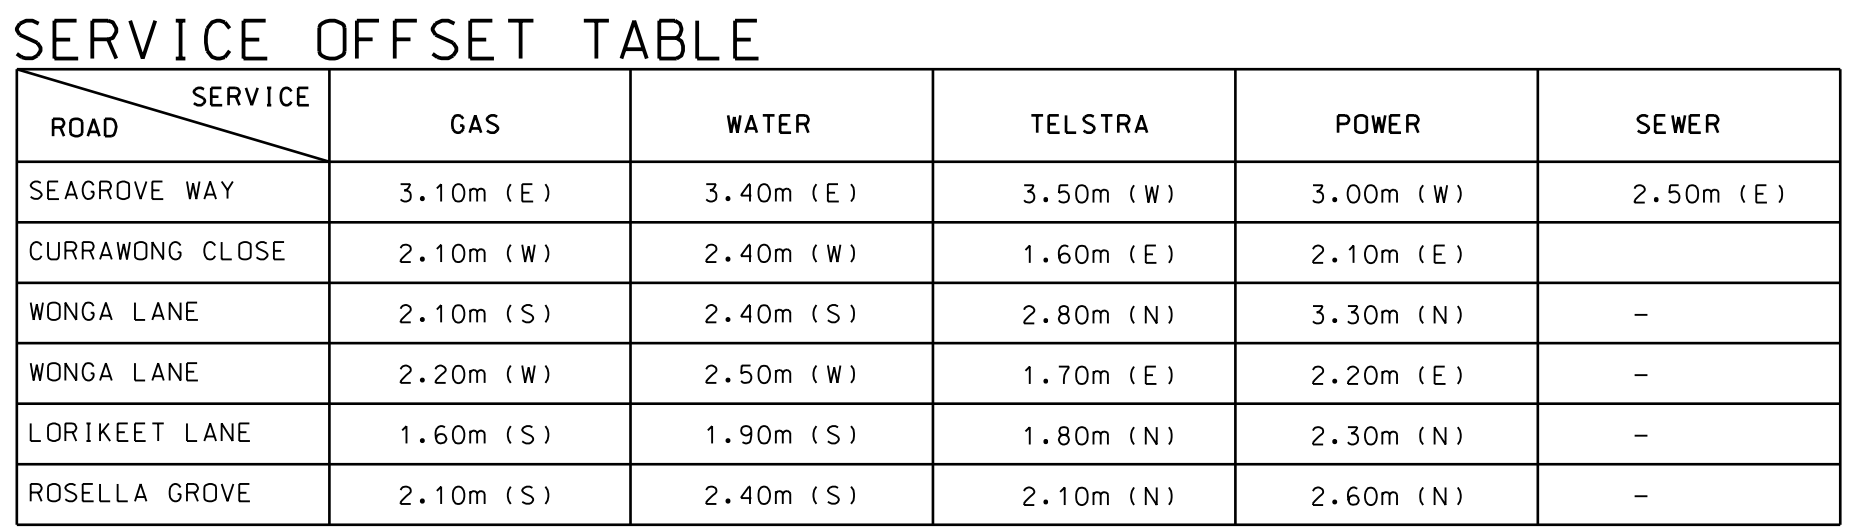 SERVICE OFFSET TABLE
SERVICE
ROAD GAS WATER TELSTRA POWER SEWER
SEAGROVE WAY 3.10m (E) 3.40m (E) 3.50m (W) 3.00m (W) 2.50m (E)
CURRAWONG CLOSE 2.10m (W) 2.40m (W) 1.60m (E) 2.10m (E)
WONGA LANE 2.10m (S) 2.40m (S) 2.80m (N) 3.30m (N) -
WONGA LANE 2.20m (W) 2.50m (W) 1.70m (E) 2.20m (E) -
LORIKEET LANE 1.60m (S) 1.90m (S) 1.80m (N) 2.30m (N) -
ROSELLA GROVE 2.10m (S) 2.40m (S) 2.10m (N) 2.60m (N) -